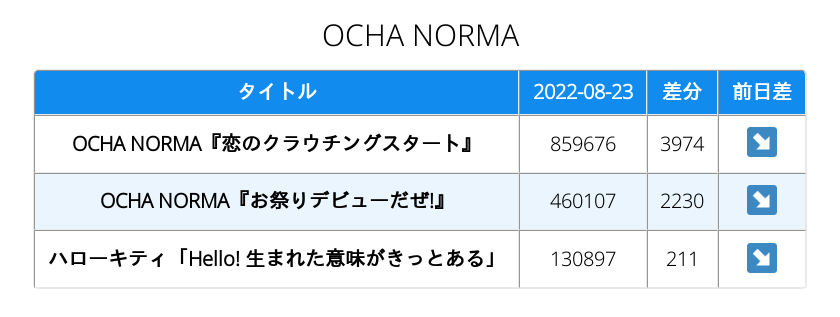 OCHA NORMA
タイトル 2022-08-23 差分 前日差
OCHA NORMA『恋のクラウチングスタート』 859676 3974 ↘
OCHA NORMA『お祭りデビューだぜ!』 460107 2230 ↘
ハローキティ「Hello! 生まれた意味がきっとある」 130897 211 ↘